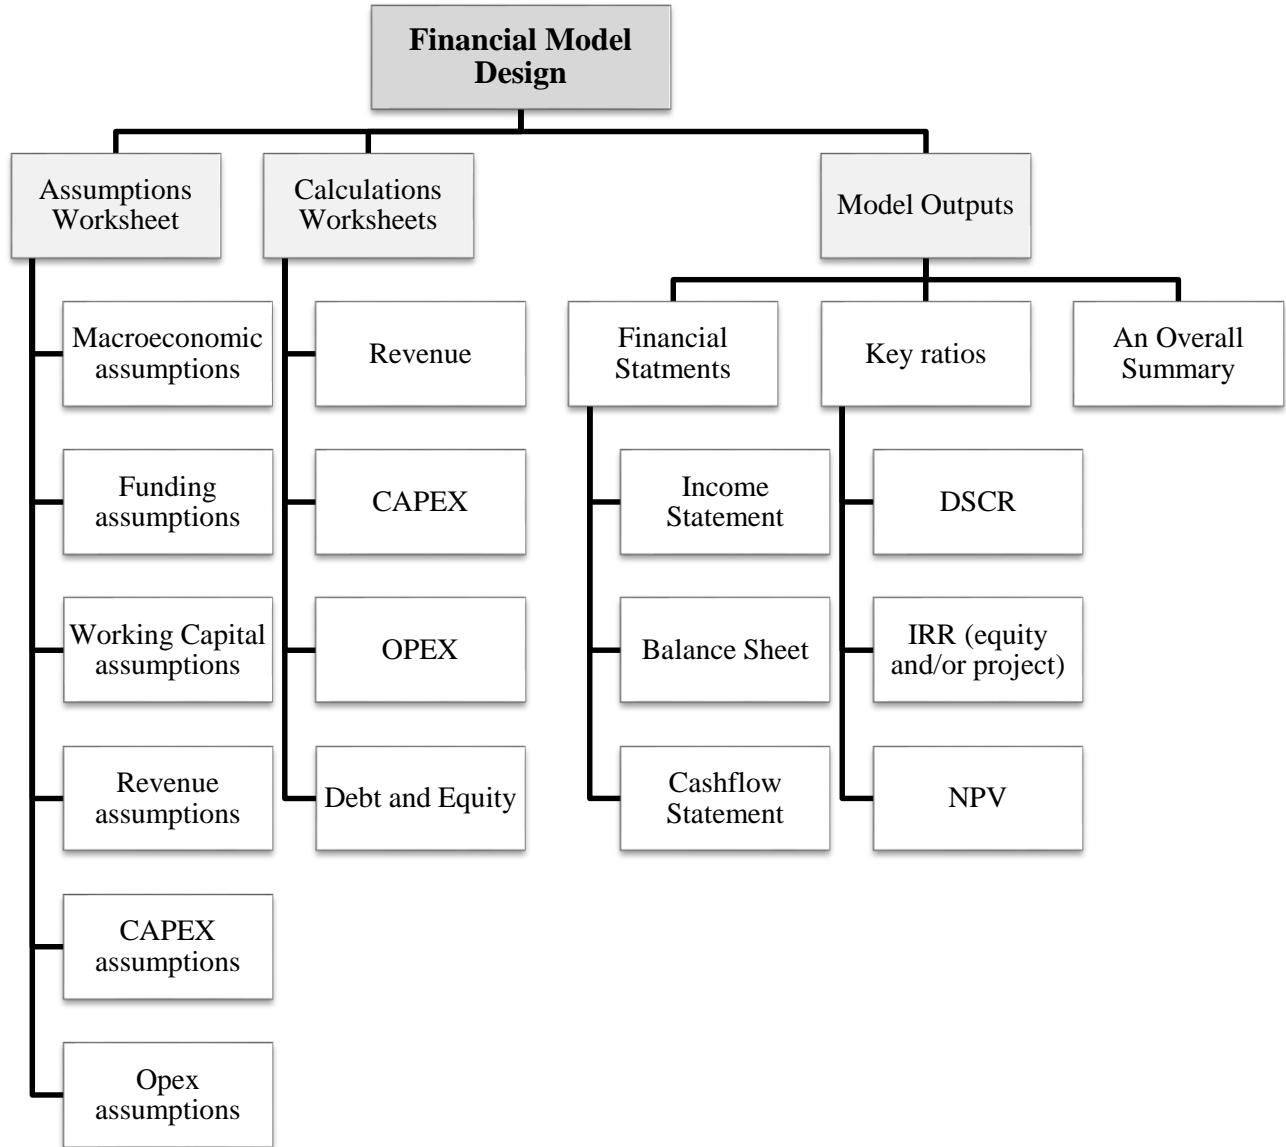 Financial Model
Design
Assumptions
Worksheet
Calculations
Worksheets
Model Outputs
Macroeconomic
assumptions
Funding
assumptions
Working Capital
assumptions
Revenue
assumptions
CAPEX
assumptions
Opex
assumptions
Revenue
CAPEX
OPEX
Debt and Equity
Financial
Statments
Income
Statement
Balance Sheet
Cashflow
Statement
Key ratios
DSCR
IRR (equity
and/or project)
NPV
An Overall
Summary